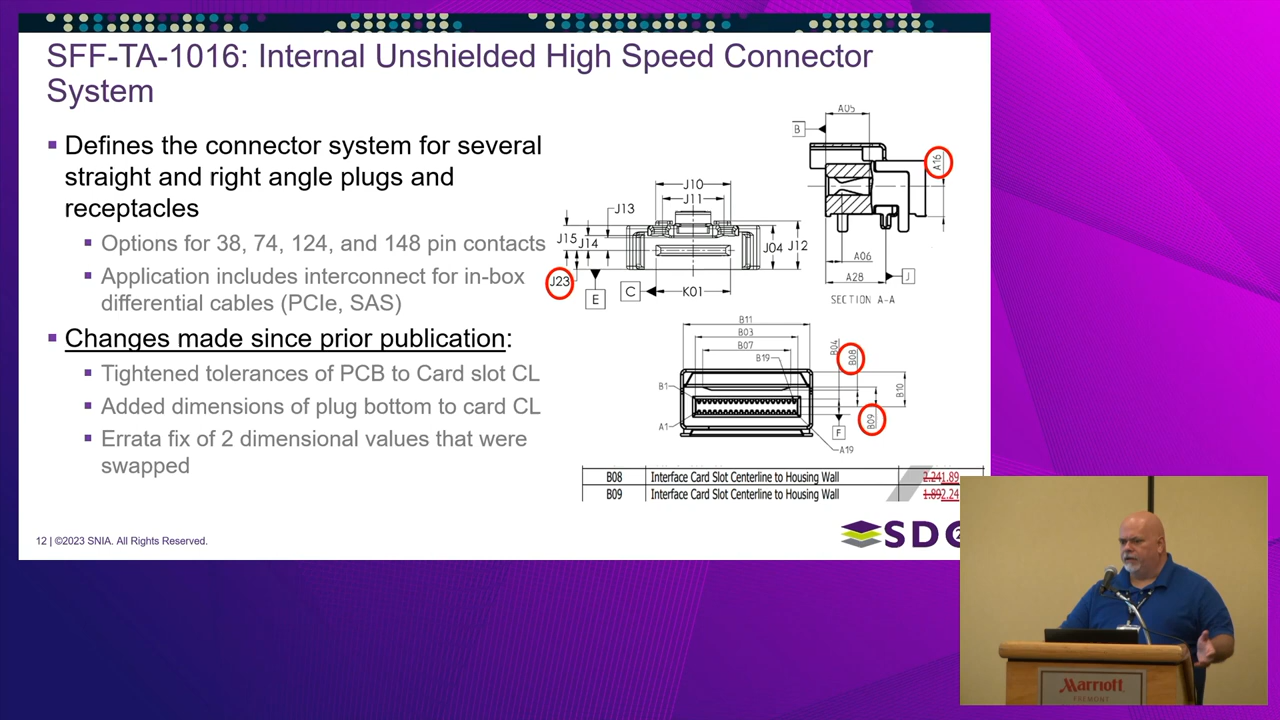 SFF-TA-1016: Internal Unshielded High Speed Connector
System
▪ Defines the connector system for several
straight and right angle plugs and
receptacles
▪ Options for 38, 74, 124, and 148 pin contacts
▪ Application includes interconnect for in-box
differential cables (PCIe, SAS)
▪ Changes made since prior publication:
▪ Tightened tolerances of PCB to Card slot CL
▪ Added dimensions of plug bottom to card CL
▪ Errata fix of 2 dimensional values that were
swapped
A05
B
A16
A06
A28
J
SECTION A-A
J10
J11
J13
J15
J14
J04
J12
J23
E
C
K01
B11
B03
B07
B19
B04
B08
B1
B10
A1
F
B09
A19
B08 Interface Card Slot Centerline to Housing Wall 2.241.89
B09 Interface Card Slot Centerline to Housing Wall 1.892.24
12 | ©2023 SNIA. All Rights Reserved.
SDC
Marriott
FREMONT